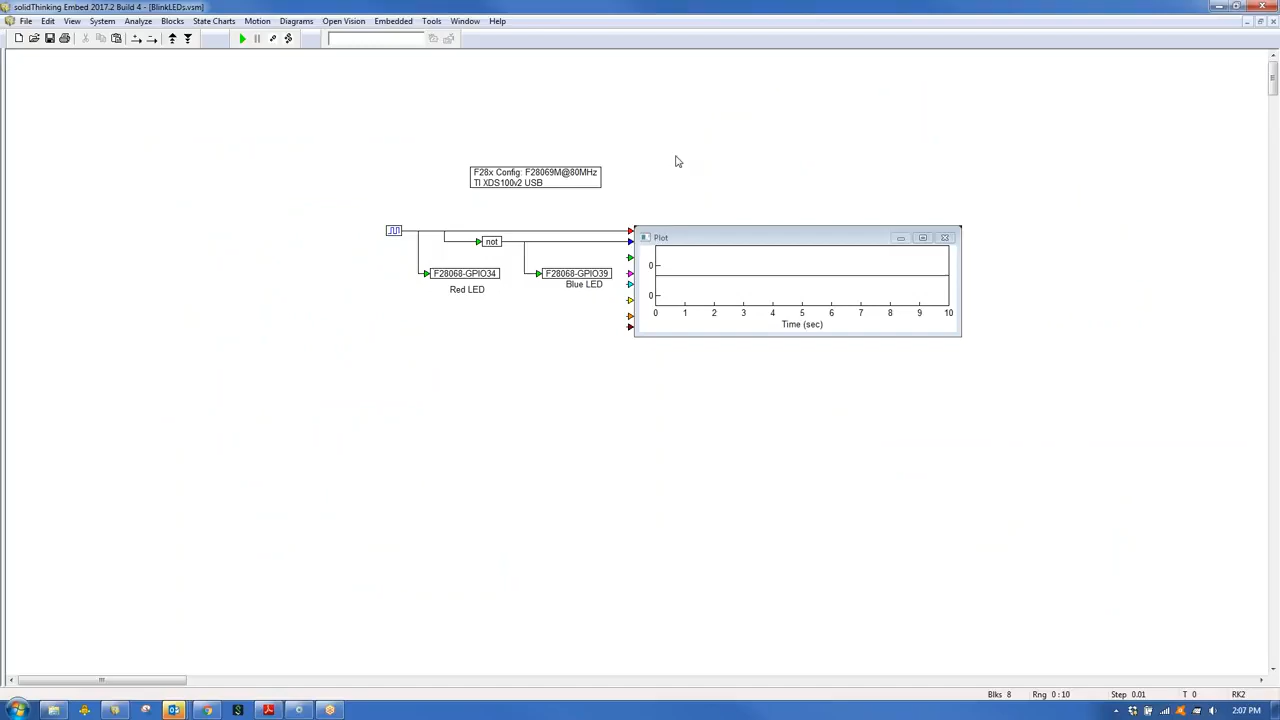 solidThinking Embed 2017.2 Build 4 - [BlinkLEDs.vsm]
File Edit View System Analyze Blocks State Charts Motion Diagrams Open Vision Embedded Tools Window Help
F28x Config: F28069M@80MHz
TI XDS100v2 USB
not
F28068-GPIO34
Red LED
F28068-GPIO39
Blue LED
Plot
0
0
0 1 2 3 4 5 6 7 8 9 10
Time (sec)
Blks 8 Rng 0:10 Step 0.01 T 0 RK2
2:07 PM